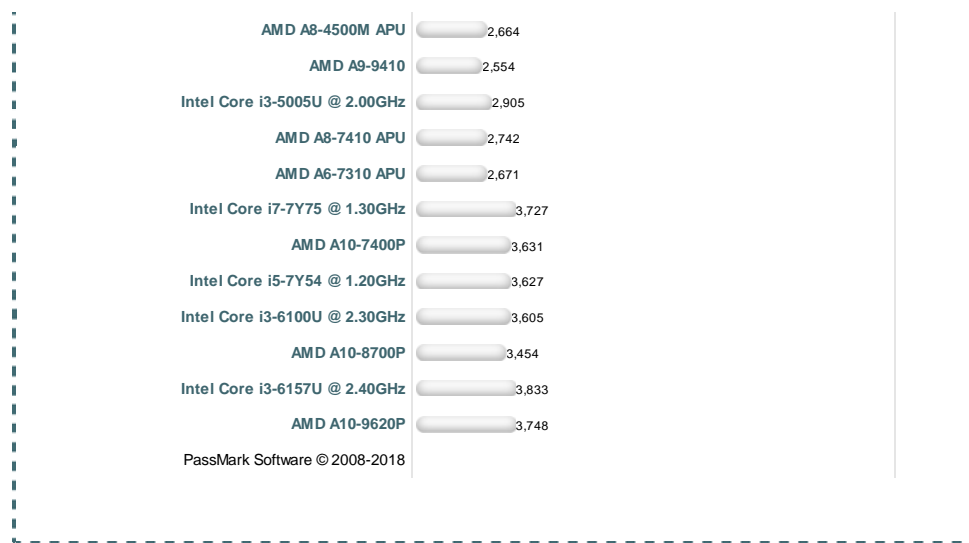 AMD A8-4500M APU 2,664
AMD A9-9410 2,554
Intel Core i3-5005U @ 2.00GHz 2,905
AMD A8-7410 APU 2,742
AMD A6-7310 APU 2,671
Intel Core i7-7Y75 @ 1.30GHz 3,727
AMD A10-7400P 3,631
Intel Core i5-7Y54 @ 1.20GHz 3,627
Intel Core i3-6100U @ 2.30GHz 3,605
AMD A10-8700P 3,454
Intel Core i3-6157U @ 2.40GHz 3,833
AMD A10-9620P 3,748
PassMark Software © 2008-2018